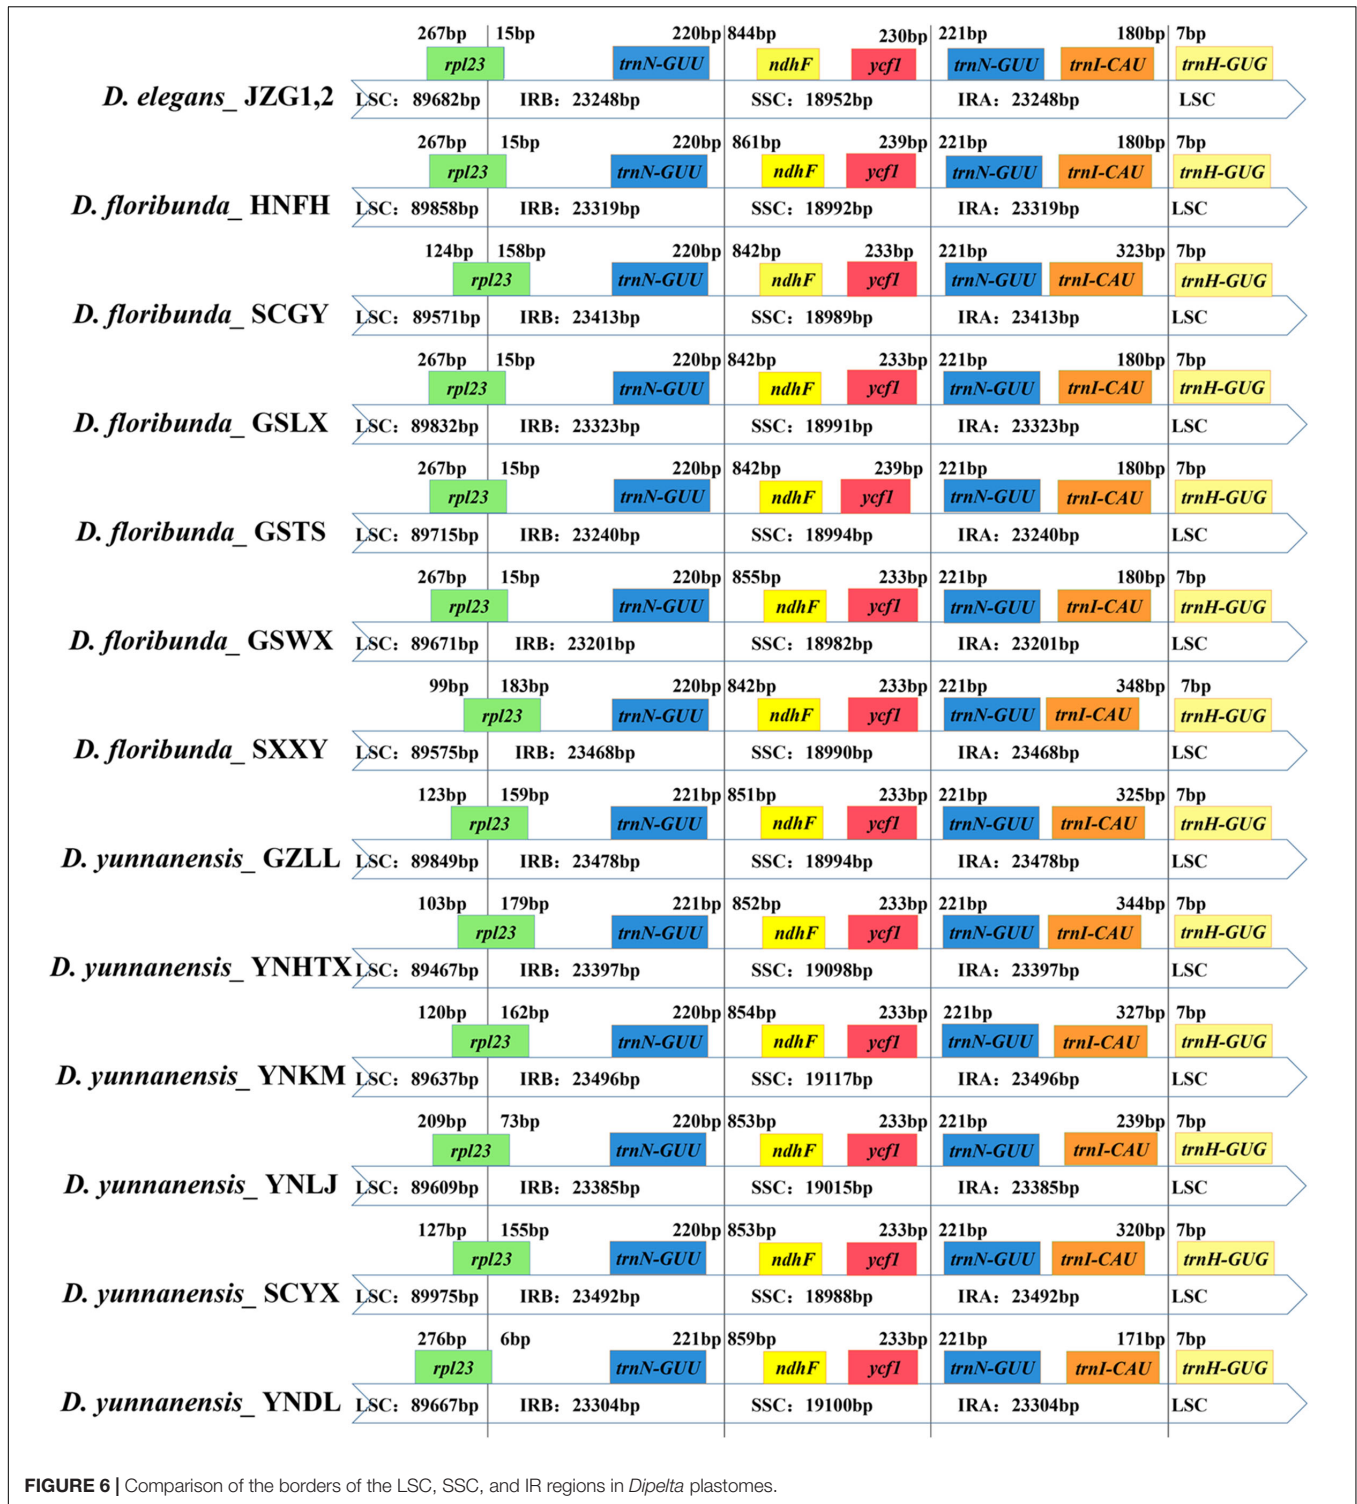 267bp 15bp 220bp 844bp 230bp 221bp 180bp 7bp
rpl23 trnN-GUU ndhF ycf1 trnN-GUU trnI-CAU trnH-GUG
D. elegans_ JZG1,2 LSC：89682bp IRB：23248bp SSC：18952bp IRA：23248bp LSC
267bp 15bp 220bp 861bp 239bp 221bp 180bp 7bp
rpl23 trnN-GUU ndhF ycf1 trnN-GUU trnI-CAU trnH-GUG
D. floribunda_ HNFH LSC：89858bp IRB：23319bp SSC：18992bp IRA：23319bp LSC
124bp 158bp 220bp 842bp 233bp 221bp 323bp 7bp
rpl23 trnN-GUU ndhF ycf1 trnN-GUU trnI-CAU trnH-GUG
D. floribunda_ SCGY LSC：89571bp IRB：23413bp SSC：18989bp IRA：23413bp LSC
267bp 15bp 220bp 842bp 233bp 221bp 180bp 7bp
rpl23 trnN-GUU ndhF ycf1 trnN-GUU trnI-CAU trnH-GUG
D. floribunda_ GSLX LSC：89832bp IRB：23323bp SSC：18991bp IRA：23323bp LSC
267bp 15bp 220bp 842bp 239bp 221bp 180bp 7bp
rpl23 trnN-GUU ndhF ycf1 trnN-GUU trnI-CAU trnH-GUG
D. floribunda_ GSTS LSC：89715bp IRB：23240bp SSC：18994bp IRA：23240bp LSC
267bp 15bp 220bp 855bp 233bp 221bp 180bp 7bp
rpl23 trnN-GUU ndhF ycf1 trnN-GUU trnI-CAU trnH-GUG
D. floribunda_ GSWX LSC：89671bp IRB：23201bp SSC：18982bp IRA：23201bp LSC
99bp 183bp 220bp 842bp 233bp 221bp 348bp 7bp
rpl23 trnN-GUU ndhF ycf1 trnN-GUU trnI-CAU trnH-GUG
D. floribunda_ SXXY LSC：89575bp IRB：23468bp SSC：18990bp IRA：23468bp LSC
123bp 159bp 221bp 851bp 233bp 221bp 325bp 7bp
rpl23 trnN-GUU ndhF ycf1 trnN-GUU trnI-CAU trnH-GUG
D. yunnanensis_ GZLL LSC：89849bp IRB：23478bp SSC：18994bp IRA：23478bp LSC
103bp 179bp 221bp 852bp 233bp 221bp 344bp 7bp
rpl23 trnN-GUU ndhF ycf1 trnN-GUU trnI-CAU trnH-GUG
D. yunnanensis_ YNHTX LSC：89467bp IRB：23397bp SSC：19098bp IRA：23397bp LSC
120bp 162bp 220bp 854bp 233bp 221bp 327bp 7bp
rpl23 trnN-GUU ndhF ycf1 trnN-GUU trnI-CAU trnH-GUG
D. yunnanensis_ YNKM LSC：89637bp IRB：23496bp SSC：19117bp IRA：23496bp LSC
209bp 73bp 220bp 853bp 233bp 221bp 239bp 7bp
rpl23 trnN-GUU ndhF ycf1 trnN-GUU trnI-CAU trnH-GUG
D. yunnanensis_ YNLJ LSC：89609bp IRB：23385bp SSC：19015bp IRA：23385bp LSC
127bp 155bp 220bp 853bp 233bp 221bp 320bp 7bp
rpl23 trnN-GUU ndhF ycf1 trnN-GUU trnI-CAU trnH-GUG
D. yunnanensis_ SCYX LSC：89975bp IRB：23492bp SSC：18988bp IRA：23492bp LSC
276bp 6bp 221bp 859bp 233bp 221bp 171bp 7bp
rpl23 trnN-GUU ndhF ycf1 trnN-GUU trnI-CAU trnH-GUG
D. yunnanensis_ YNDL LSC：89667bp IRB：23304bp SSC：19100bp IRA：23304bp LSC
FIGURE 6 | Comparison of the borders of the LSC, SSC, and IR regions in Dipelta plastomes.